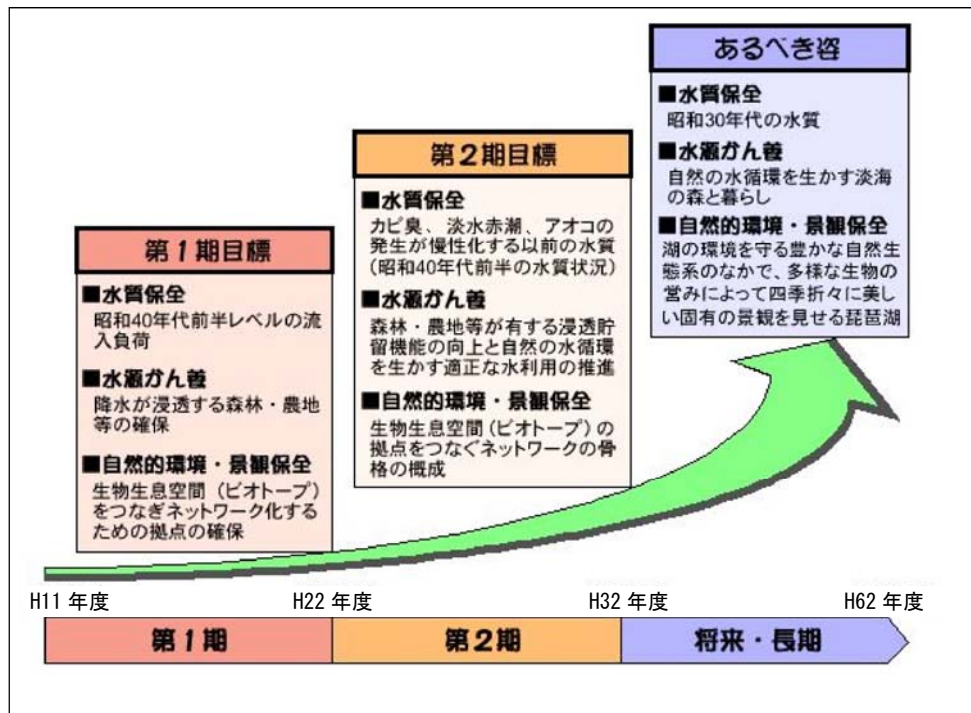 第1期目標
■水質保全
昭和40年代前半レベルの流
入負荷
■水源かん養
降水が浸透する森林・農地
等の確保
■自然的環境・景観保全
生物生息空間(ビオトープ)
をつなぎネットワーク化する
ための拠点の確保
第2期目標
■水質保全
カビ臭、淡水赤潮、アオコの
発生が慢性化する以前の水質
(昭和40年代前半の水質状況)
■水源かん養
森林・農地等が有する浸透貯
留機能の向上と自然の水循環
を生かす適正な水利用の推進
■自然的環境・景観保全
生物生息空間(ビオトープ)の
拠点をつなぐネットワークの骨
格の概成
あるべき姿
■水質保全
昭和30年代の水質
■水源かん養
自然の水循環を生かす淡海
の森と暮らし
■自然的環境・景観保全
湖の環境を守る豊かな自然生
態系のなかで、多様な生物の
営みによって四季折々に美し
い固有の景観を見せる琵琶湖
H11 年度
H22 年度
H32 年度
H62 年度
第1期
第2期
将来・長期